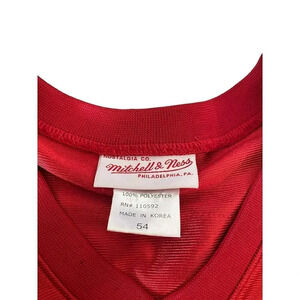 NOSTALGIA CO.
Mitchell & Ness
PHILADELPHIA, PA.
100% POLYESTER
RN# 110592
MADE IN KOREA
54